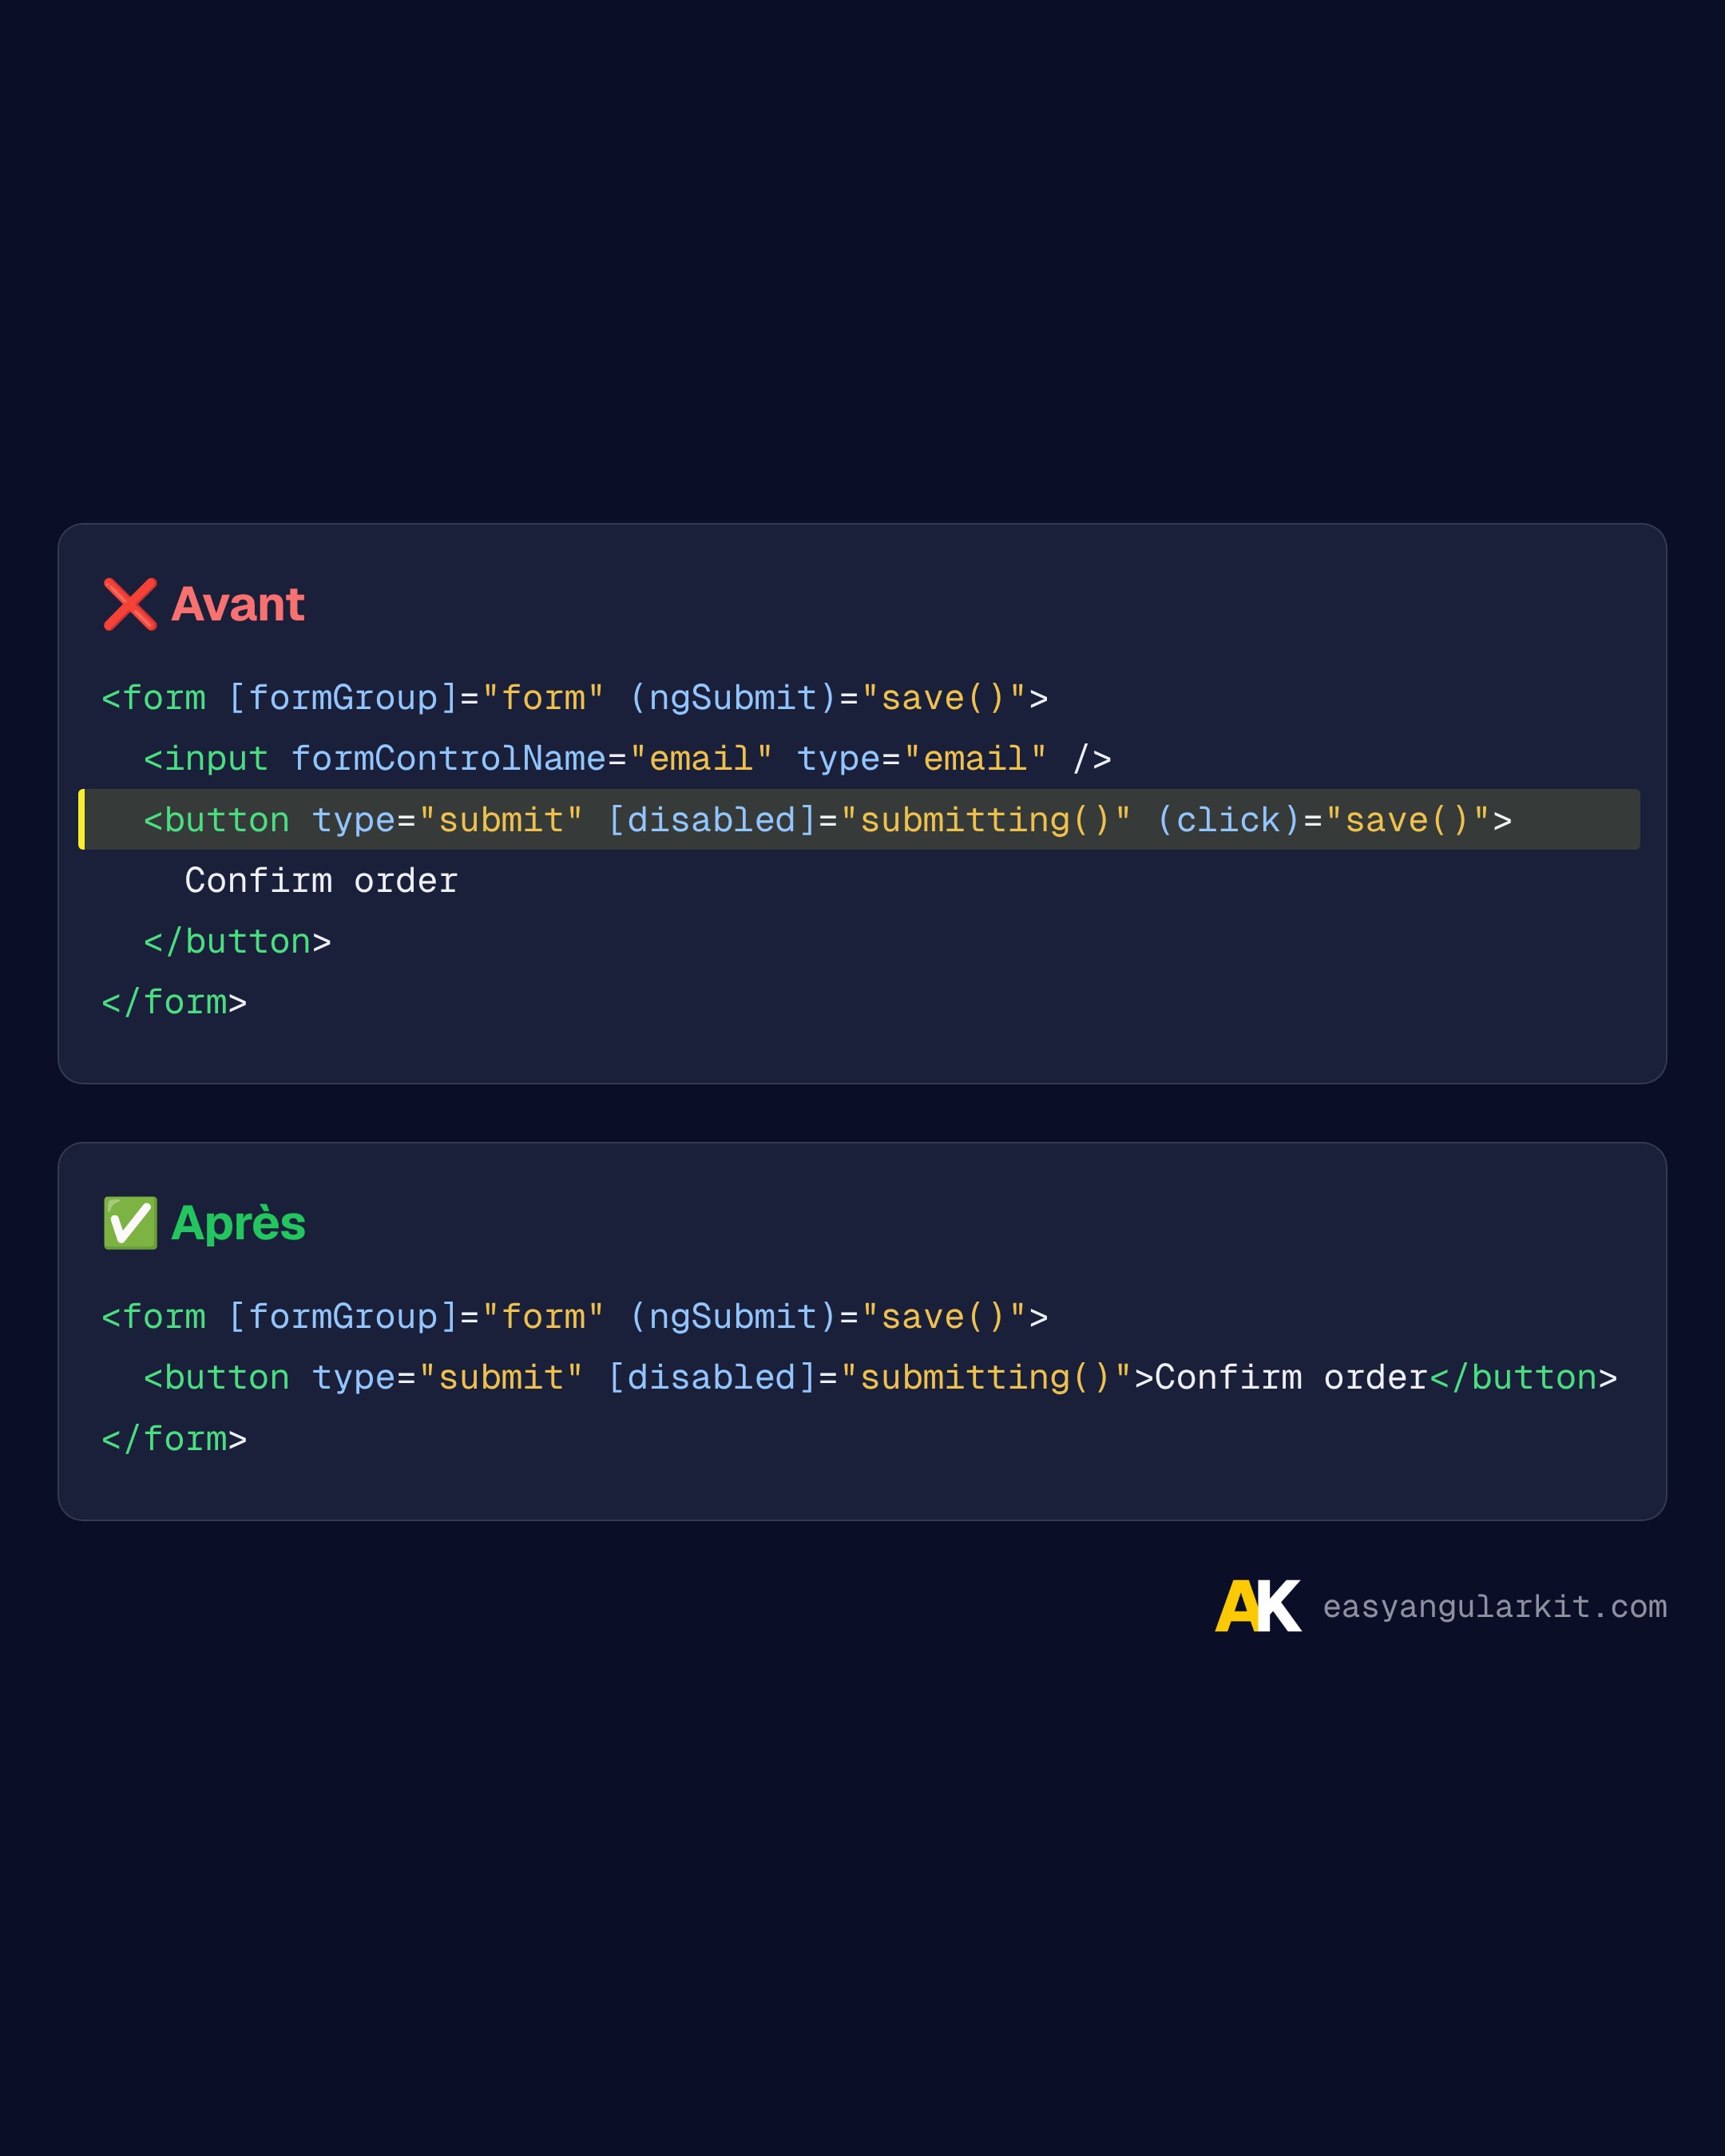 ❌ Avant
<form [formGroup]="form" (ngSubmit)="save()">
  <input formControlName="email" type="email" />
  <button type="submit" [disabled]="submitting()" (click)="save()">
    Confirm order
  </button>
</form>
✅ Après
<form [formGroup]="form" (ngSubmit)="save()">
  <button type="submit" [disabled]="submitting()">Confirm order</button>
</form>
AK easyangularkit.com